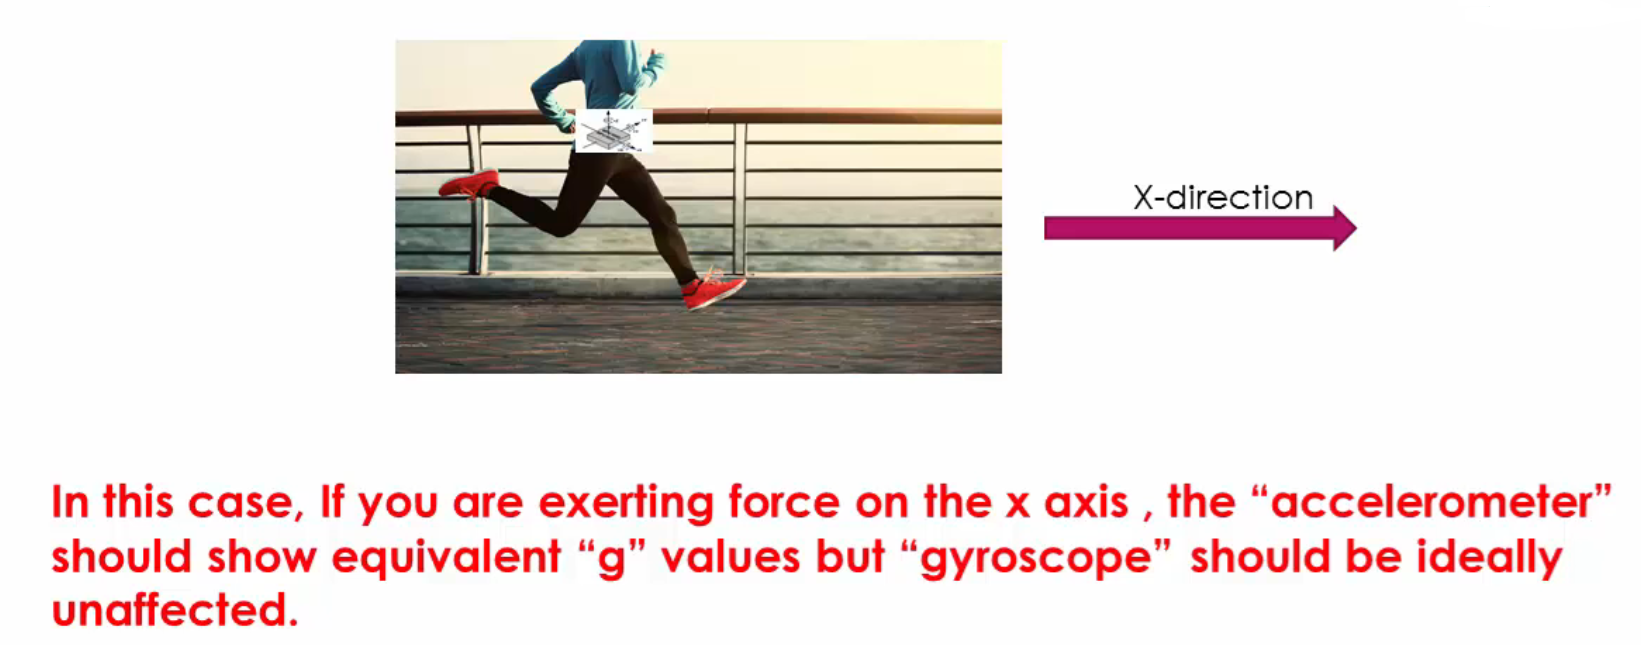 X-direction
In this case, If you are exerting force on the x axis , the “accelerometer”
should show equivalent “g” values but “gyroscope” should be ideally
unaffected.